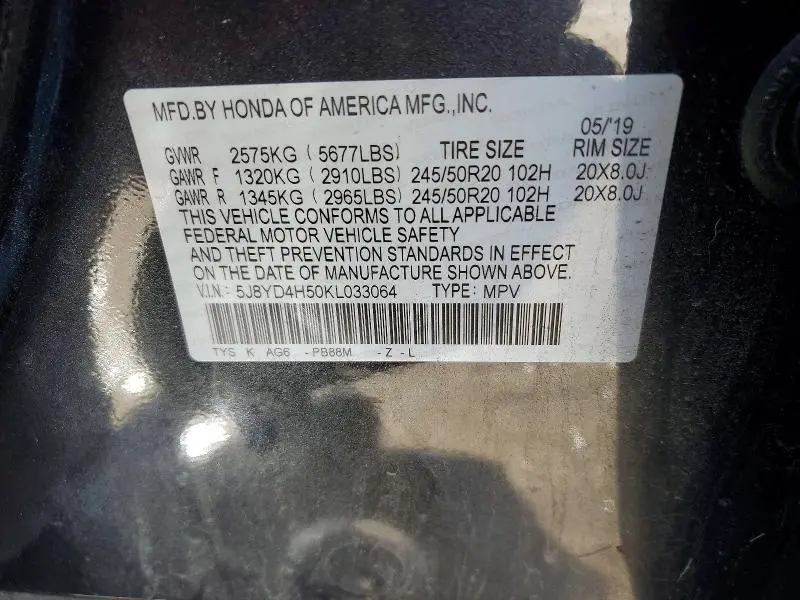 MFD.BY HONDA OF AMERICA MFG.,INC.
05/'19
GVWR 2575KG (5677LBS) TIRE SIZE RIM SIZE
GAWR F 1320KG (2910LBS) 245/50R20 102H 20X8.0J
GAWR R 1345KG (2965LBS) 245/50R20 102H 20X8.0J
THIS VEHICLE CONFORMS TO ALL APPLICABLE
FEDERAL MOTOR VEHICLE SAFETY
AND THEFT PREVENTION STANDARDS IN EFFECT
ON THE DATE OF MANUFACTURE SHOWN ABOVE.
V.I.N.: 5J8YD4H50KL033064 TYPE: MPV
TYS K AG6 -PB88M -Z -L